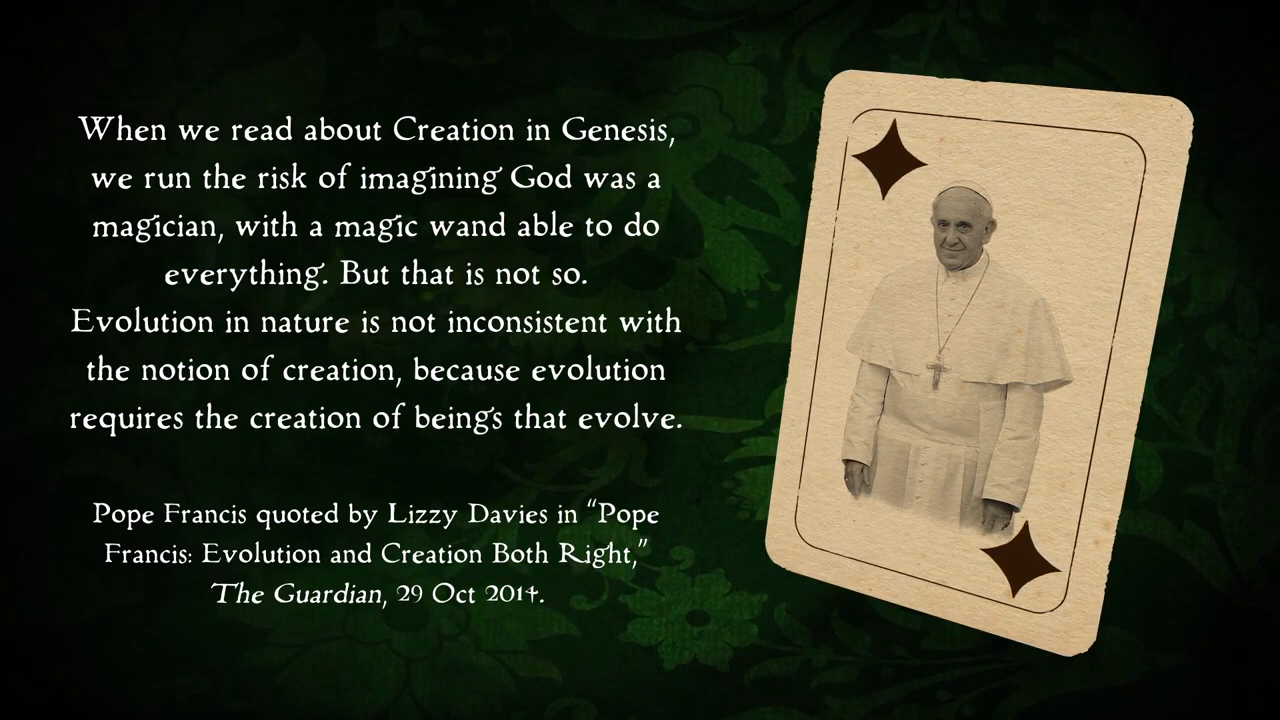 When we read about Creation in Genesis,
we run the risk of imagining God was a
magician, with a magic wand able to do
everything. But that is not so.
Evolution in nature is not inconsistent with
the notion of creation, because evolution
requires the creation of beings that evolve.
Pope Francis quoted by Lizzy Davies in “Pope
Francis: Evolution and Creation Both Right,”
The Guardian, 29 Oct 2014.